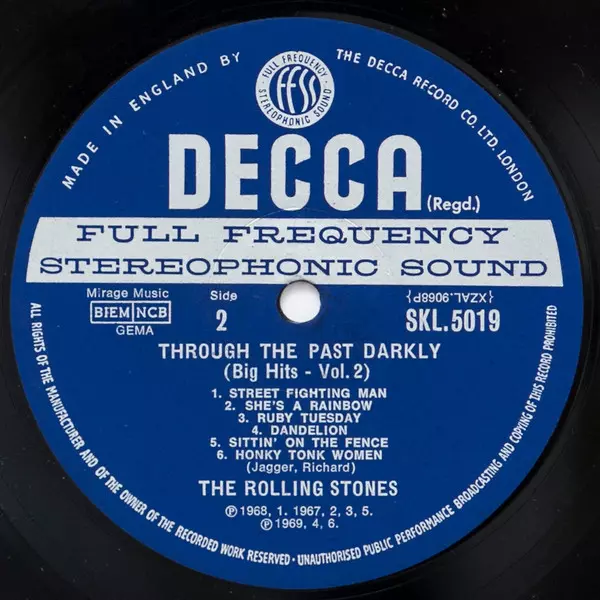 MADE IN ENGLAND BY THE DECCA RECORD CO. LTD. LONDON
FULL FREQUENCY
STEREOPHONIC SOUND
FFSS
DECCA (Regd.)
FULL FREQUENCY
STEREOPHONIC SOUND
Mirage Music
BIEM NCB
GEMA
Side
2
{XZAL.9068P}
SKL.5019
THROUGH THE PAST DARKLY
(Big Hits - Vol. 2)
1. STREET FIGHTING MAN
2. SHE'S A RAINBOW
3. RUBY TUESDAY
4. DANDELION
5. SITTIN' ON THE FENCE
6. HONKY TONK WOMEN
(Jagger, Richard)
THE ROLLING STONES
℗ 1968, 1. 1967, 2, 3, 5.
℗ 1969, 4, 6.
ALL RIGHTS OF THE MANUFACTURER AND OF THE OWNER OF THE RECORDED WORK RESERVED · UNAUTHORISED PUBLIC PERFORMANCE BROADCASTING AND COPYING OF THIS RECORD PROHIBITED